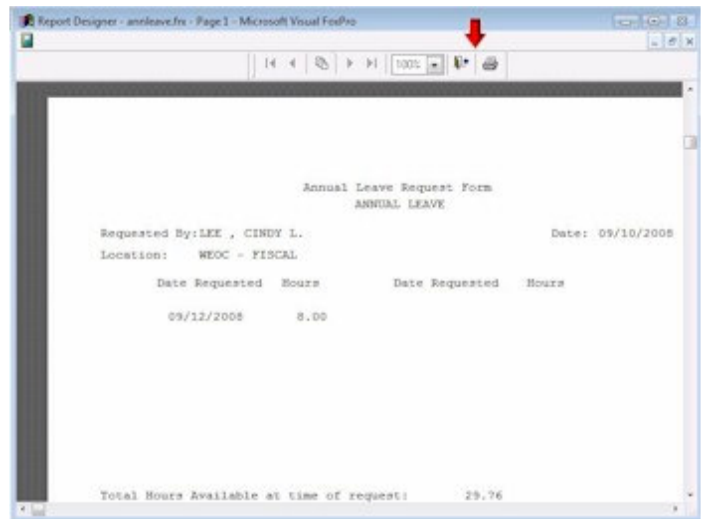 Report Designer - annleave.frx - Page 1 - Microsoft Visual FoxPro
100%
Annual Leave Request Form
ANNUAL LEAVE
Requested By:LEE , CINDY L. Date: 09/10/2008
Location: WEOC - FISCAL
Date Requested Hours Date Requested Hours
09/12/2008 8.00
Total Hours Available at time of request: 29.76